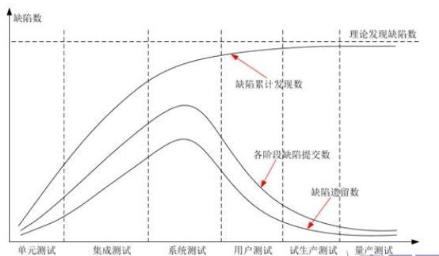 缺陷数
理论发现缺陷数
缺陷累计发现数
各阶段缺陷提交数
缺陷遗留数
单元测试 集成测试 系统测试 用户测试 试生产测试 量产测试